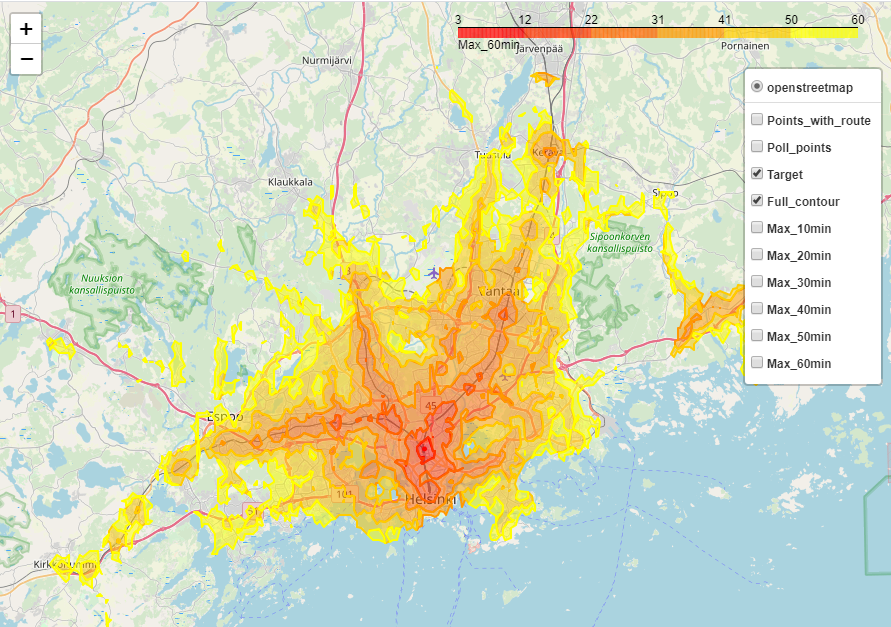 +
−
3 12 22 31 41 50 60
Max_60min
Järvenpää
Pornainen
Nurmijärvi
openstreetmap
Points_with_route
Poll_points
Target
Full_contour
Max_10min
Max_20min
Max_30min
Max_40min
Max_50min
Max_60min
Tuusula
Kerava
Klaukkala
Sipoo
Sipoonkorven
kansallispuisto
4
3
Nuuksion
kansallispuisto
Vantaa
1
45
Espoo
101
Helsinki
51
Kirkkonummi